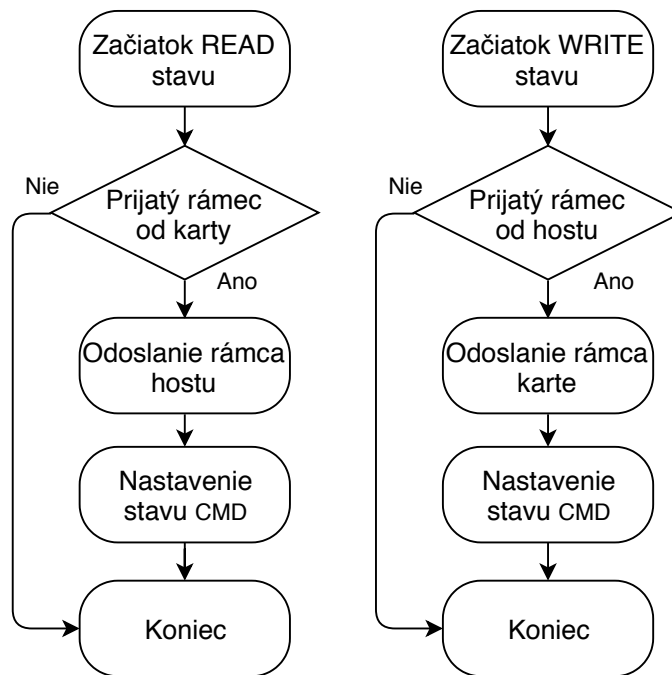 Začiatok READ
stavu
Nie
Prijatý rámec
od karty
Ano
Odoslanie rámca
hostu
Nastavenie
stavu CMD
Koniec
Začiatok WRITE
stavu
Nie
Prijatý rámec
od hostu
Ano
Odoslanie rámca
karte
Nastavenie
stavu CMD
Koniec